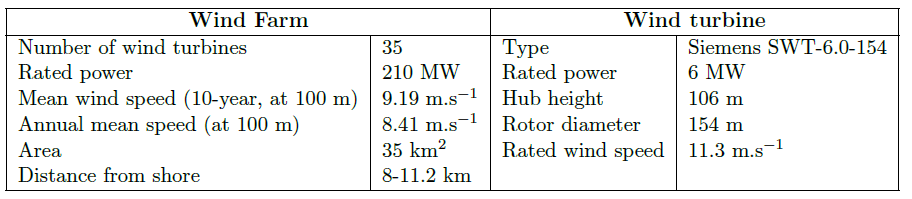 Wind Farm Wind turbine
Number of wind turbines 35 Type Siemens SWT-6.0-154
Rated power 210 MW Rated power 6 MW
Mean wind speed (10-year, at 100 m) 9.19 m.s⁻¹ Hub height 106 m
Annual mean speed (at 100 m) 8.41 m.s⁻¹ Rotor diameter 154 m
Area 35 km² Rated wind speed 11.3 m.s⁻¹
Distance from shore 8-11.2 km